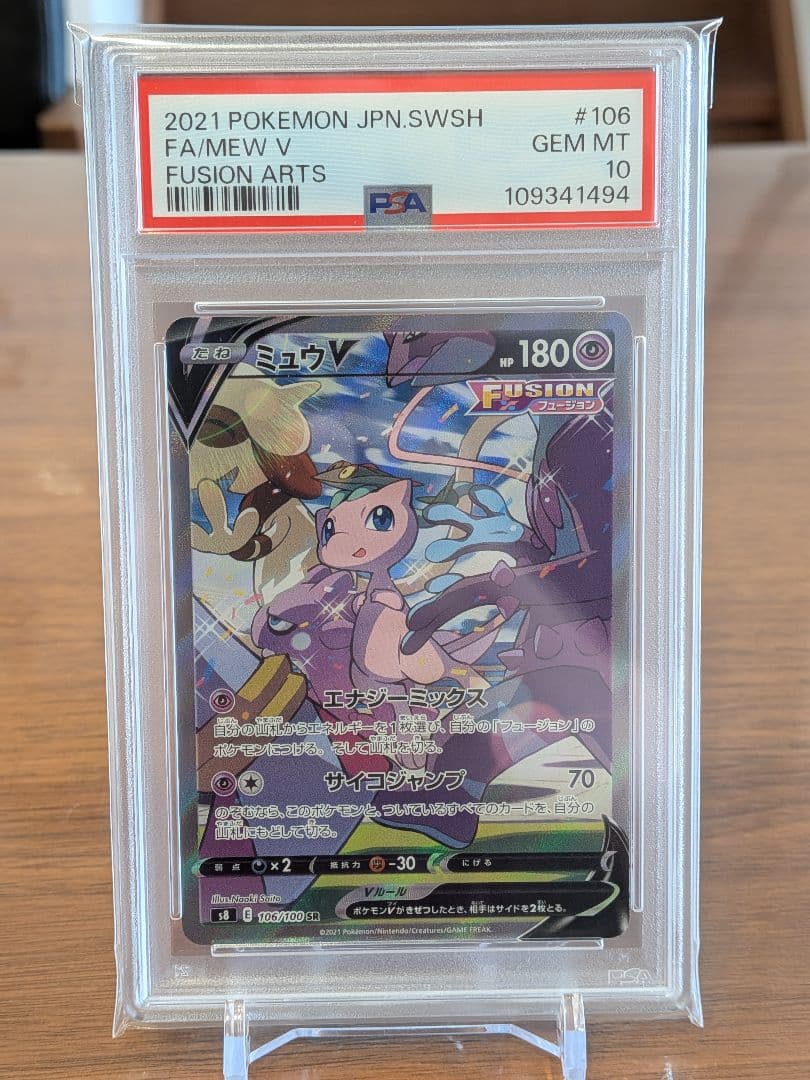 2021 POKEMON JPN.SWSH #106
FA/MEW V GEM MT
FUSION ARTS 10
PSA 109341494
たね ミュウV HP 180
FUSION
フュージョン
エナジーミックス
自分の山札からエネルギーを1枚選び、自分の「フュージョン」の
ポケモンにつける。そして山札を切る。
サイコジャンプ 70
のぞむなら、このポケモンと、ついているすべてのカードを、自分の
山札にもどして切る。
弱点 ×2 抵抗力 -30 にげる
Vルール
ポケモンVがきぜつしたとき、相手はサイドを2枚とる。
Illus. Naoki Saito
s8 E 106/100 SR
©2021 Pokémon/Nintendo/Creatures/GAME FREAK.
PSA